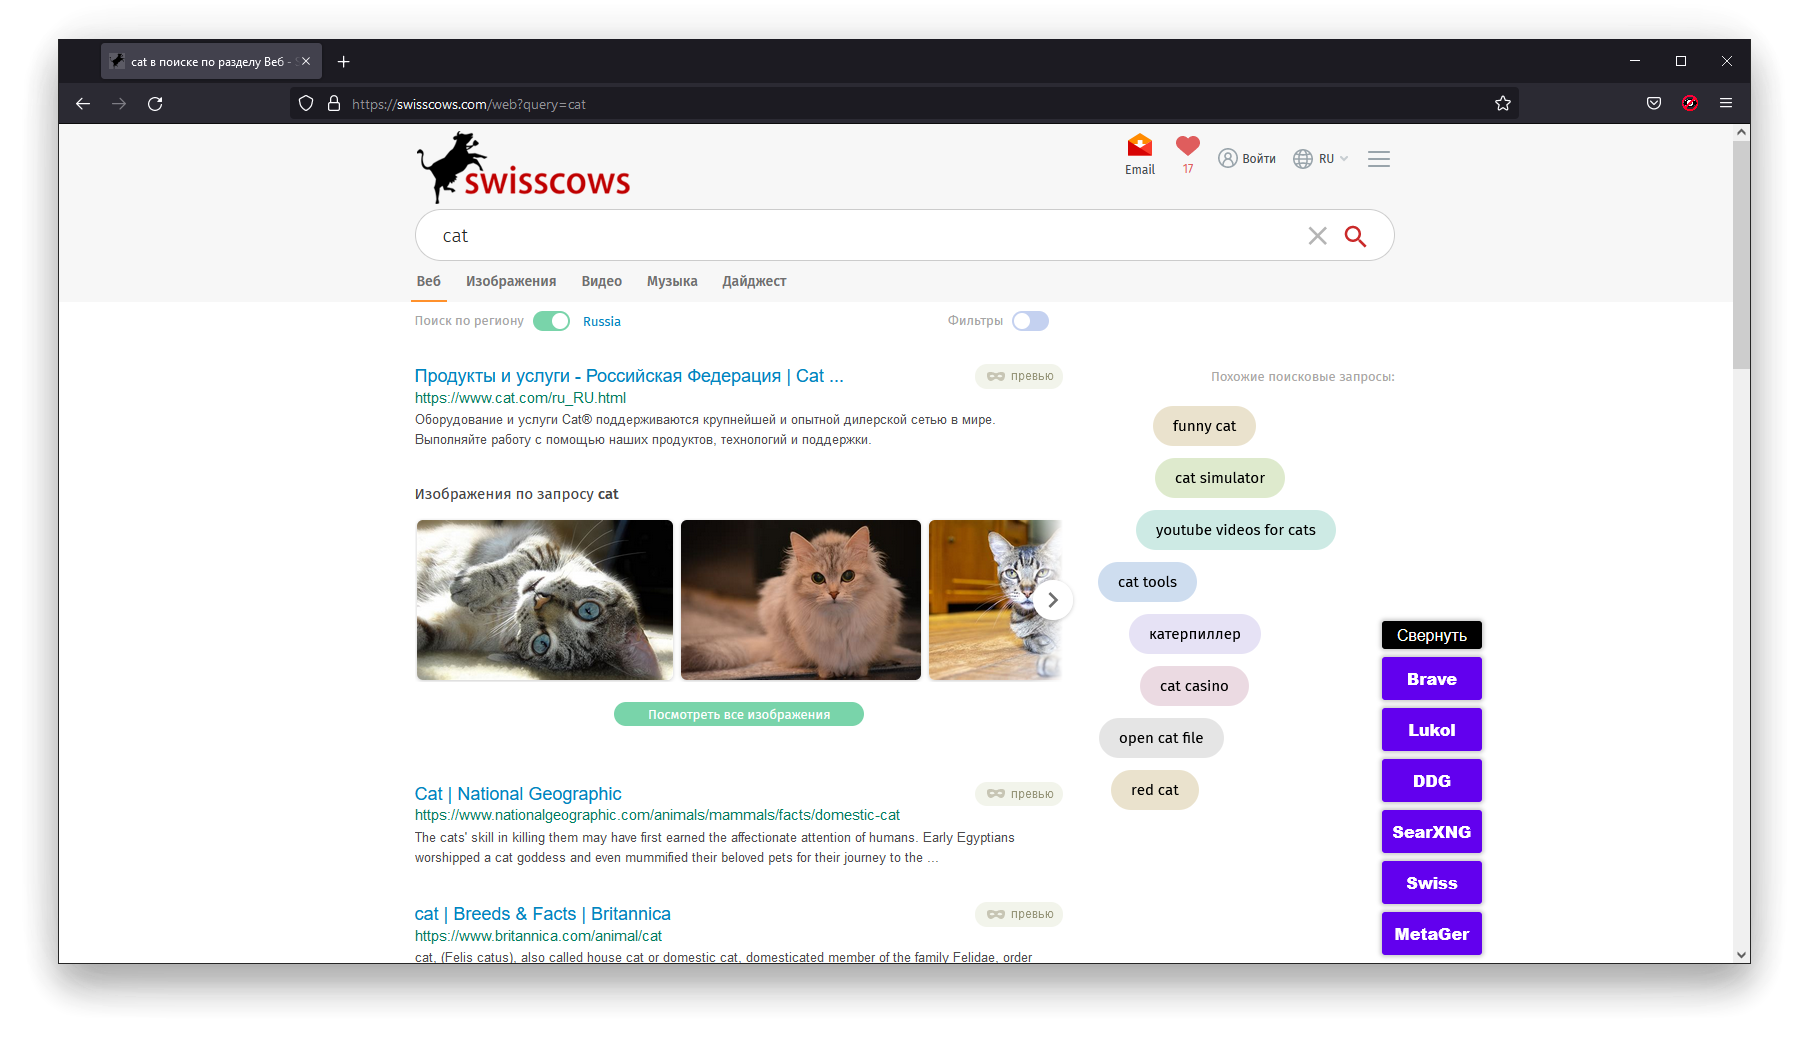 cat в поиске по разделу Веб -
https://swisscows.com/web?query=cat
swisscows
Email
17
Войти
RU
cat
Веб
Изображения
Видео
Музыка
Дайджест
Поиск по региону
Russia
Фильтры
Продукты и услуги - Российская Федерация | Cat ...
превью
https://www.cat.com/ru_RU.html
Оборудование и услуги Cat® поддерживаются крупнейшей и опытной дилерской сетью в мире.
Выполняйте работу с помощью наших продуктов, технологий и поддержки.
Изображения по запросу cat
Посмотреть все изображения
Cat | National Geographic
превью
https://www.nationalgeographic.com/animals/mammals/facts/domestic-cat
The cats' skill in killing them may have first earned the affectionate attention of humans. Early Egyptians
worshipped a cat goddess and even mummified their beloved pets for their journey to the ...
cat | Breeds & Facts | Britannica
превью
https://www.britannica.com/animal/cat
cat, (Felis catus), also called house cat or domestic cat, domesticated member of the family Felidae, order
Похожие поисковые запросы:
funny cat
cat simulator
youtube videos for cats
cat tools
катерпиллер
cat casino
open cat file
red cat
Свернуть
Brave
Lukol
DDG
SearXNG
Swiss
MetaGer